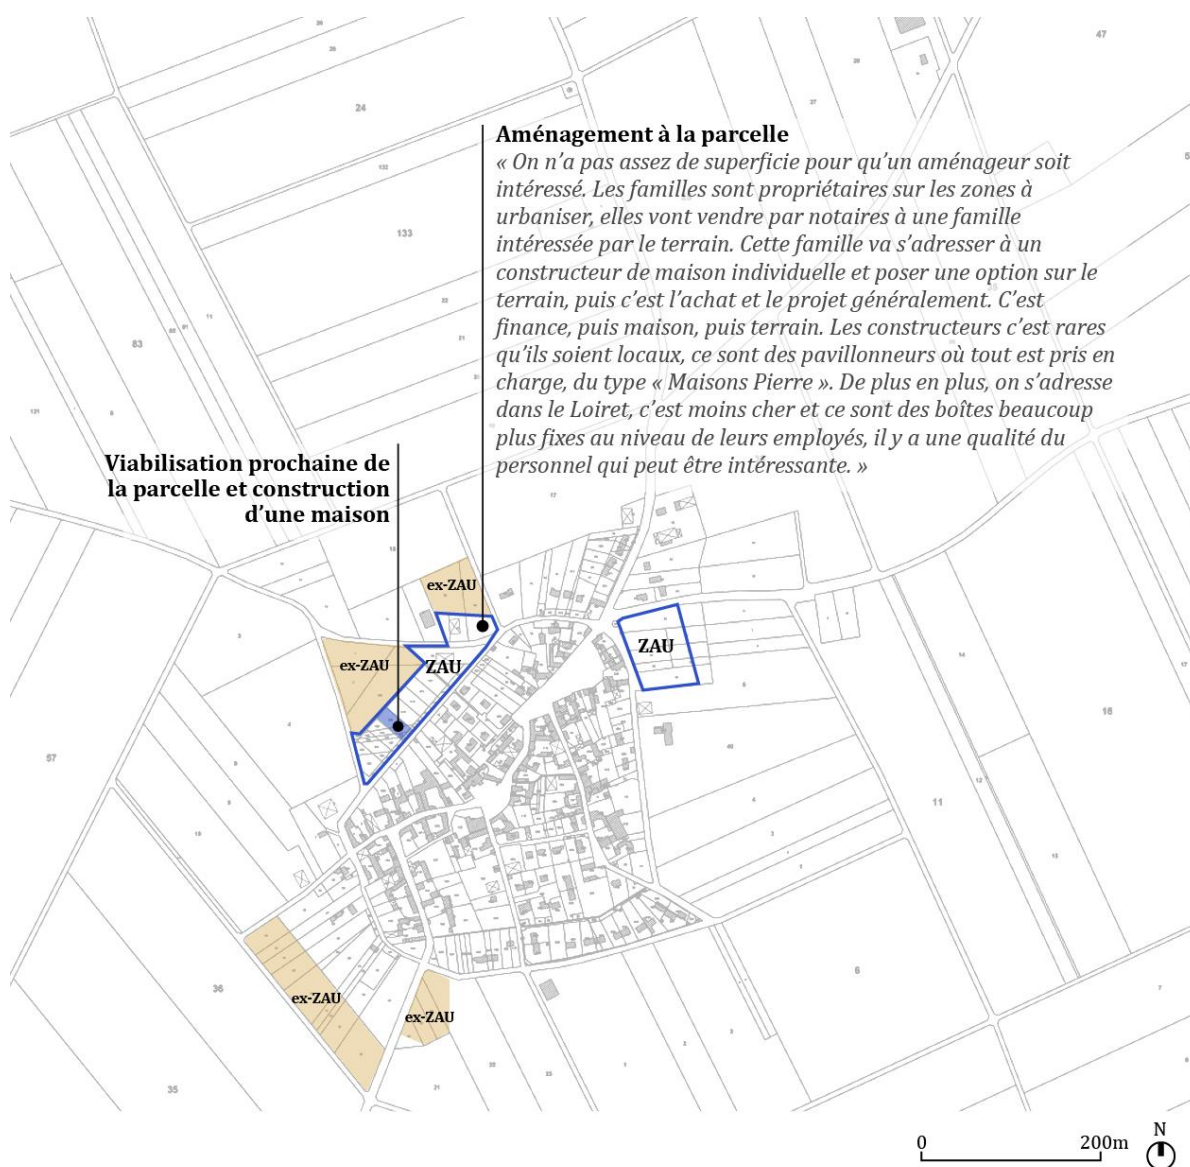 47
24
133
83
Aménagement à la parcelle
« On n’a pas assez de superficie pour qu’un aménageur soit
intéressé. Les familles sont propriétaires sur les zones à
urbaniser, elles vont vendre par notaires à une famille
intéressée par le terrain. Cette famille va s’adresser à un
constructeur de maison individuelle et poser une option sur le
terrain, puis c’est l’achat et le projet généralement. C’est
finance, puis maison, puis terrain. Les constructeurs c’est rares
qu’ils soient locaux, ce sont des pavillonneurs où tout est pris en
charge, du type « Maisons Pierre ». De plus en plus, on s’adresse
dans le Loiret, c’est moins cher et ce sont des boîtes beaucoup
plus fixes au niveau de leurs employés, il y a une qualité du
personnel qui peut être intéressante. »
Viabilisation prochaine de
la parcelle et construction
d’une maison
ex-ZAU
ex-ZAU
ZAU
ZAU
57
16
11
36
ex-ZAU
ex-ZAU
6
35
0
200m
N